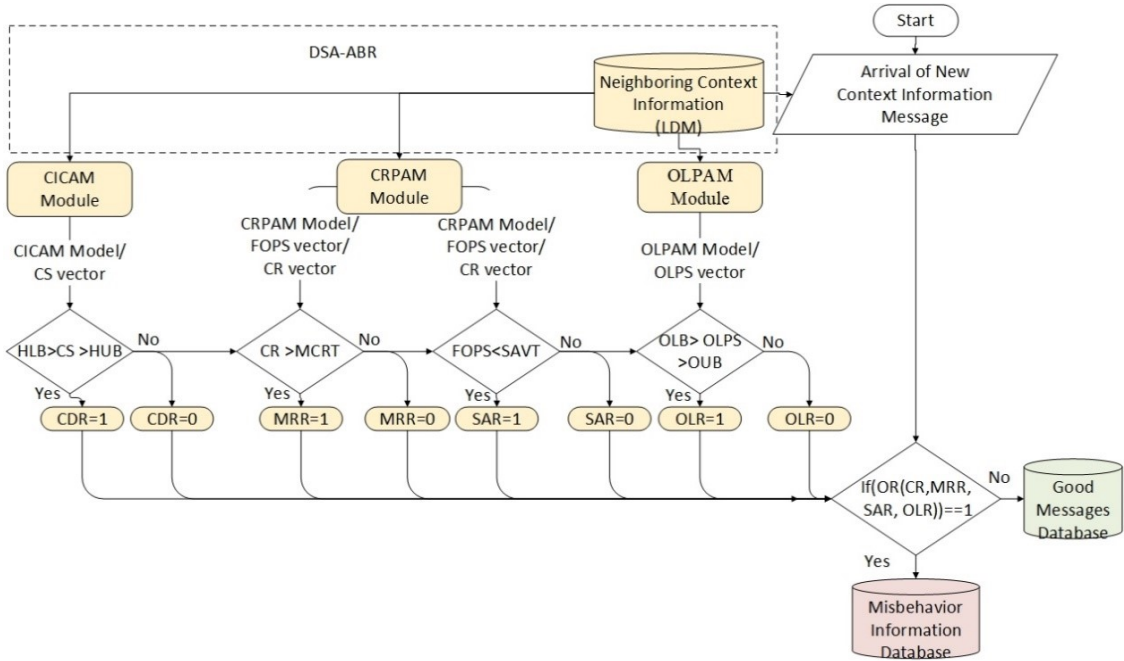 Start
DSA-ABR
Neighboring Context
Information
(LDM)
Arrival of New
Context Information
Message
CICAM
Module
CRPAM
Module
OLPAM
Module
CICAM Model/
CS vector
CRPAM Model/
FOPS vector/
CR vector
CRPAM Model/
FOPS vector/
CR vector
OLPAM Model/
OLPS vector
HLB>CS >HUB
No
Yes
CR >MCRT
No
Yes
FOPS<SAVT
No
Yes
OLB> OLPS
>OUB
No
Yes
CDR=1
CDR=0
MRR=1
MRR=0
SAR=1
SAR=0
OLR=1
OLR=0
If(OR(CR,MRR,
SAR, OLR))==1
No
Yes
Good
Messages
Database
Misbehavior
Information
Database